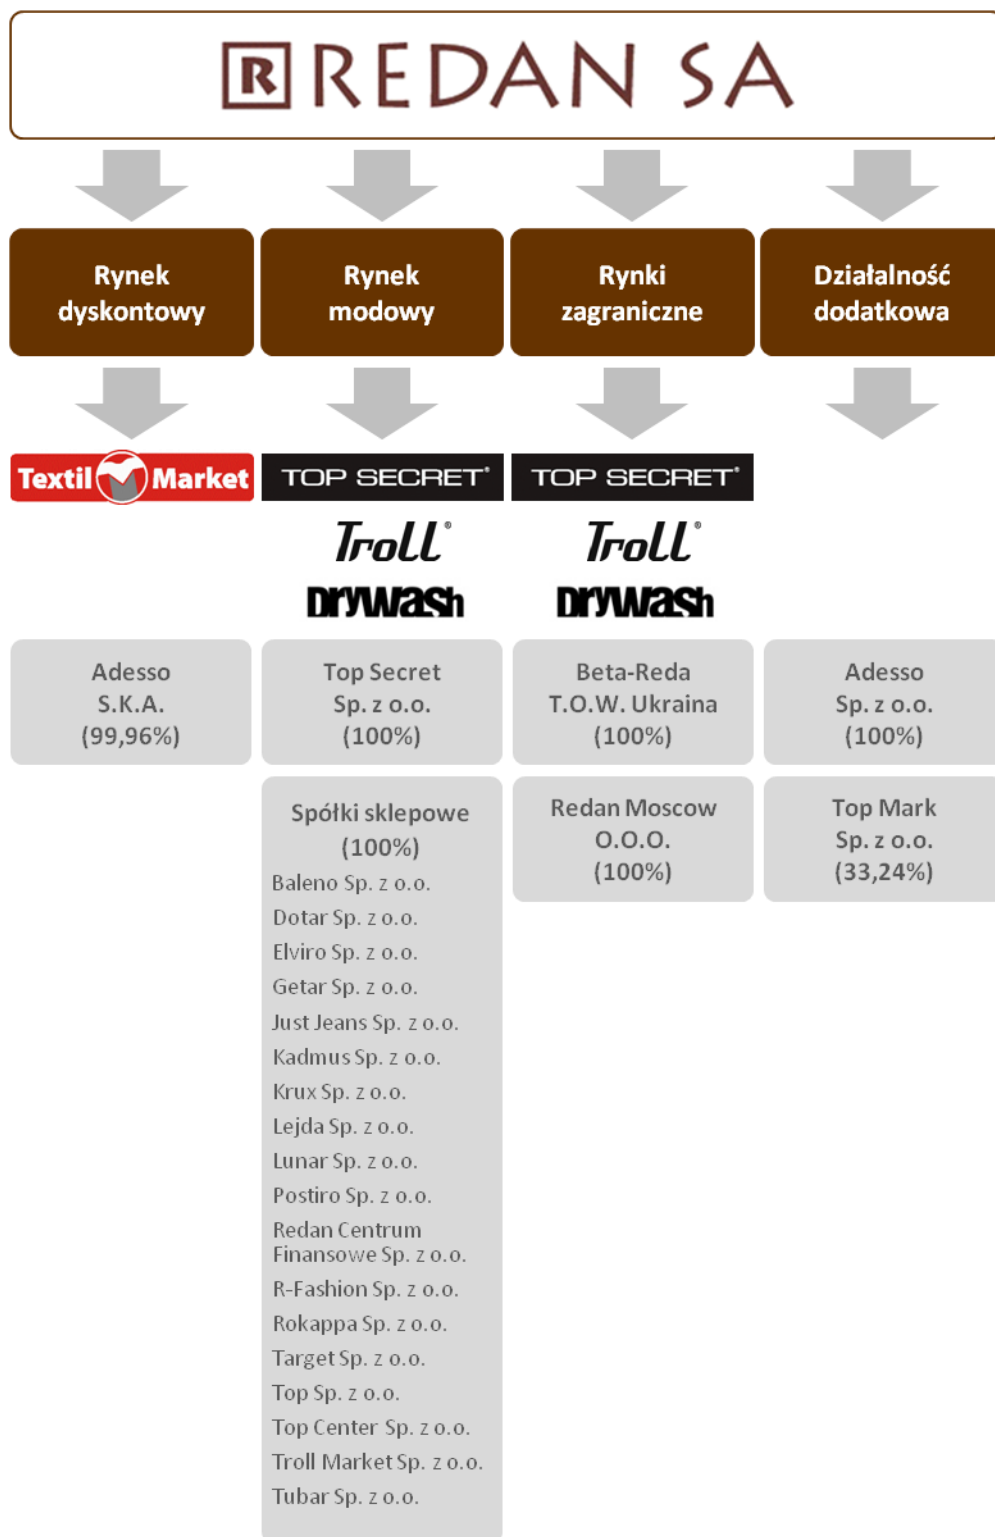 R REDAN SA
Rynek
dyskontowy
Rynek
modowy
Rynki
zagraniczne
Działalność
dodatkowa
Textil Market
TOP SECRET®
Troll®
DRYWASH
TOP SECRET®
Troll®
DRYWASH
Adesso
S.K.A.
(99,96%)
Top Secret
Sp. z o.o.
(100%)
Spółki sklepowe
(100%)
Baleno Sp. z o.o.
Dotar Sp. z o.o.
Elviro Sp. z o.o.
Getar Sp. z o.o.
Just Jeans Sp. z o.o.
Kadmus Sp. z o.o.
Krux Sp. z o.o.
Lejda Sp. z o.o.
Lunar Sp. z o.o.
Postiro Sp. z o.o.
Redan Centrum
Finansowe Sp. z o.o.
R-Fashion Sp. z o.o.
Rokappa Sp. z o.o.
Target Sp. z o.o.
Top Sp. z o.o.
Top Center Sp. z o.o.
Troll Market Sp. z o.o.
Tubar Sp. z o.o.
Beta-Reda
T.O.W. Ukraina
(100%)
Redan Moscow
O.O.O.
(100%)
Adesso
Sp. z o.o.
(100%)
Top Mark
Sp. z o.o.
(33,24%)